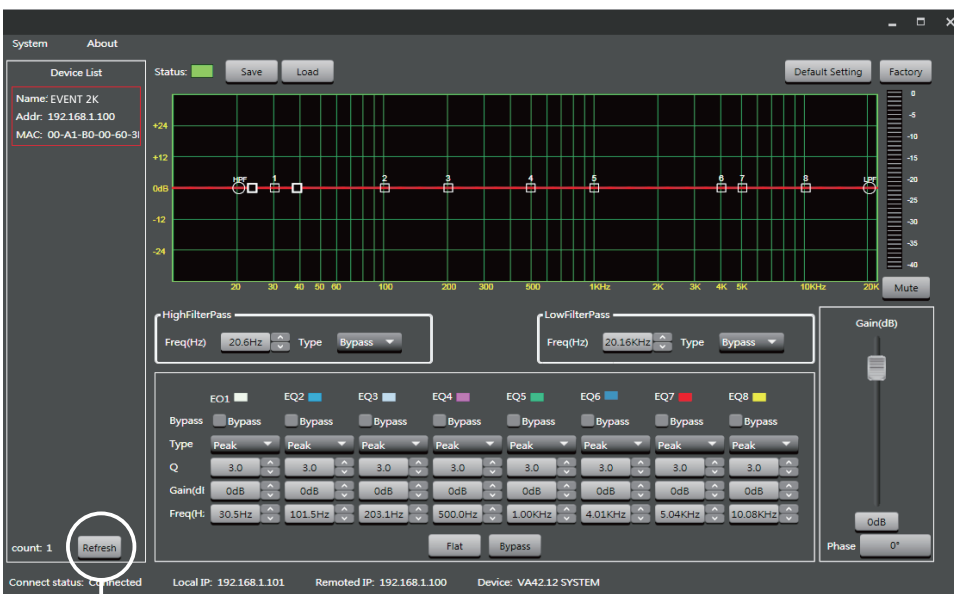 System About
Device List
Name: EVENT 2K
Addr: 192.168.1.100
MAC: 00-A1-B0-00-60-3
count: 1 Refresh
Status: Save Load Default Setting Factory
+24
+12
0dB
-12
-24
HPF 1 2 3 4 5 6 7 8 LPF
20 30 40 50 60 100 200 300 500 1KHz 2K 3K 4K 5K 10KHz 20K
0
-5
-10
-15
-20
-25
-30
-35
-40
Mute
HighFilterPass
Freq(Hz) 20.6Hz Type Bypass
LowFilterPass
Freq(Hz) 20.16KHz Type Bypass
EO1 EQ2 EQ3 EQ4 EQ5 EQ6 EQ7 EQ8
Bypass Bypass Bypass Bypass Bypass Bypass Bypass Bypass Bypass
Type Peak Peak Peak Peak Peak Peak Peak Peak
Q 3.0 3.0 3.0 3.0 3.0 3.0 3.0 3.0
Gain(dB 0dB 0dB 0dB 0dB 0dB 0dB 0dB 0dB
Freq(H: 30.5Hz 101.5Hz 203.1Hz 500.0Hz 1.00KHz 4.01KHz 5.04KHz 10.08KHz
Flat Bypass
Gain(dB)
0dB
Phase 0°
Connect status: Connected Local IP: 192.168.1.101 Remoted IP: 192.168.1.100 Device: VA42.12 SYSTEM